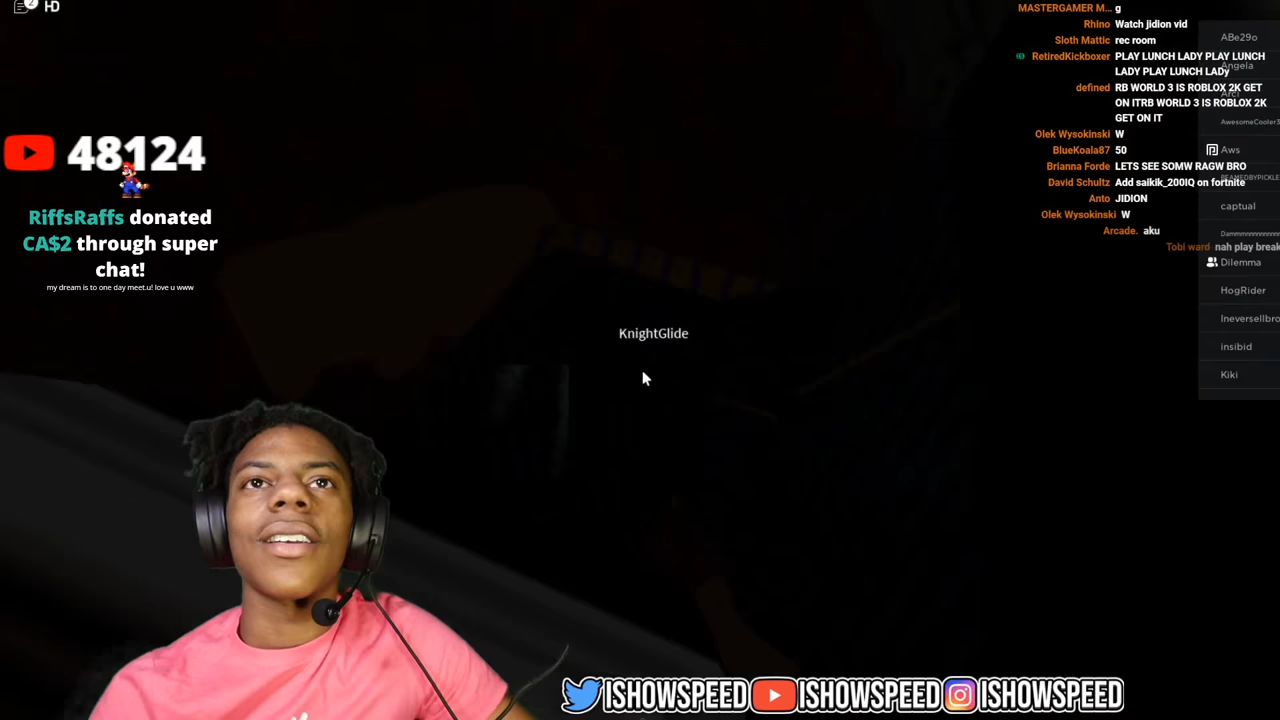 2
HD
MASTERGAMER M... g
Rhino Watch jidion vid
Sloth Mattic rec room
RetiredKickboxer PLAY LUNCH LADY PLAY LUNCH
LADY PLAY LUNCH LADY
defined RB WORLD 3 IS ROBLOX 2K GET
ON ITRB WORLD 3 IS ROBLOX 2K
GET ON IT
Olek Wysokinski W
BlueKoala87 50
Brianna Forde LETS SEE SOMW RAGW BRO
David Schultz Add saikik_200IQ on fortnite
Anto JIDION
Olek Wysokinski W
Arcade. aku
Tobi ward nah play break
ABe29o
Angela
Arci
AwesomeCooler
Aws
BEAMEDBYPICKLE
captual
Dilemma
HogRider
Ineversellbro
insibid
Kiki
48124
RiffsRaffs donated
CA$2 through super
chat!
my dream is to one day meet.u! love u www
KnightGlide
ISHOWSPEED ISHOWSPEED ISHOWSPEED